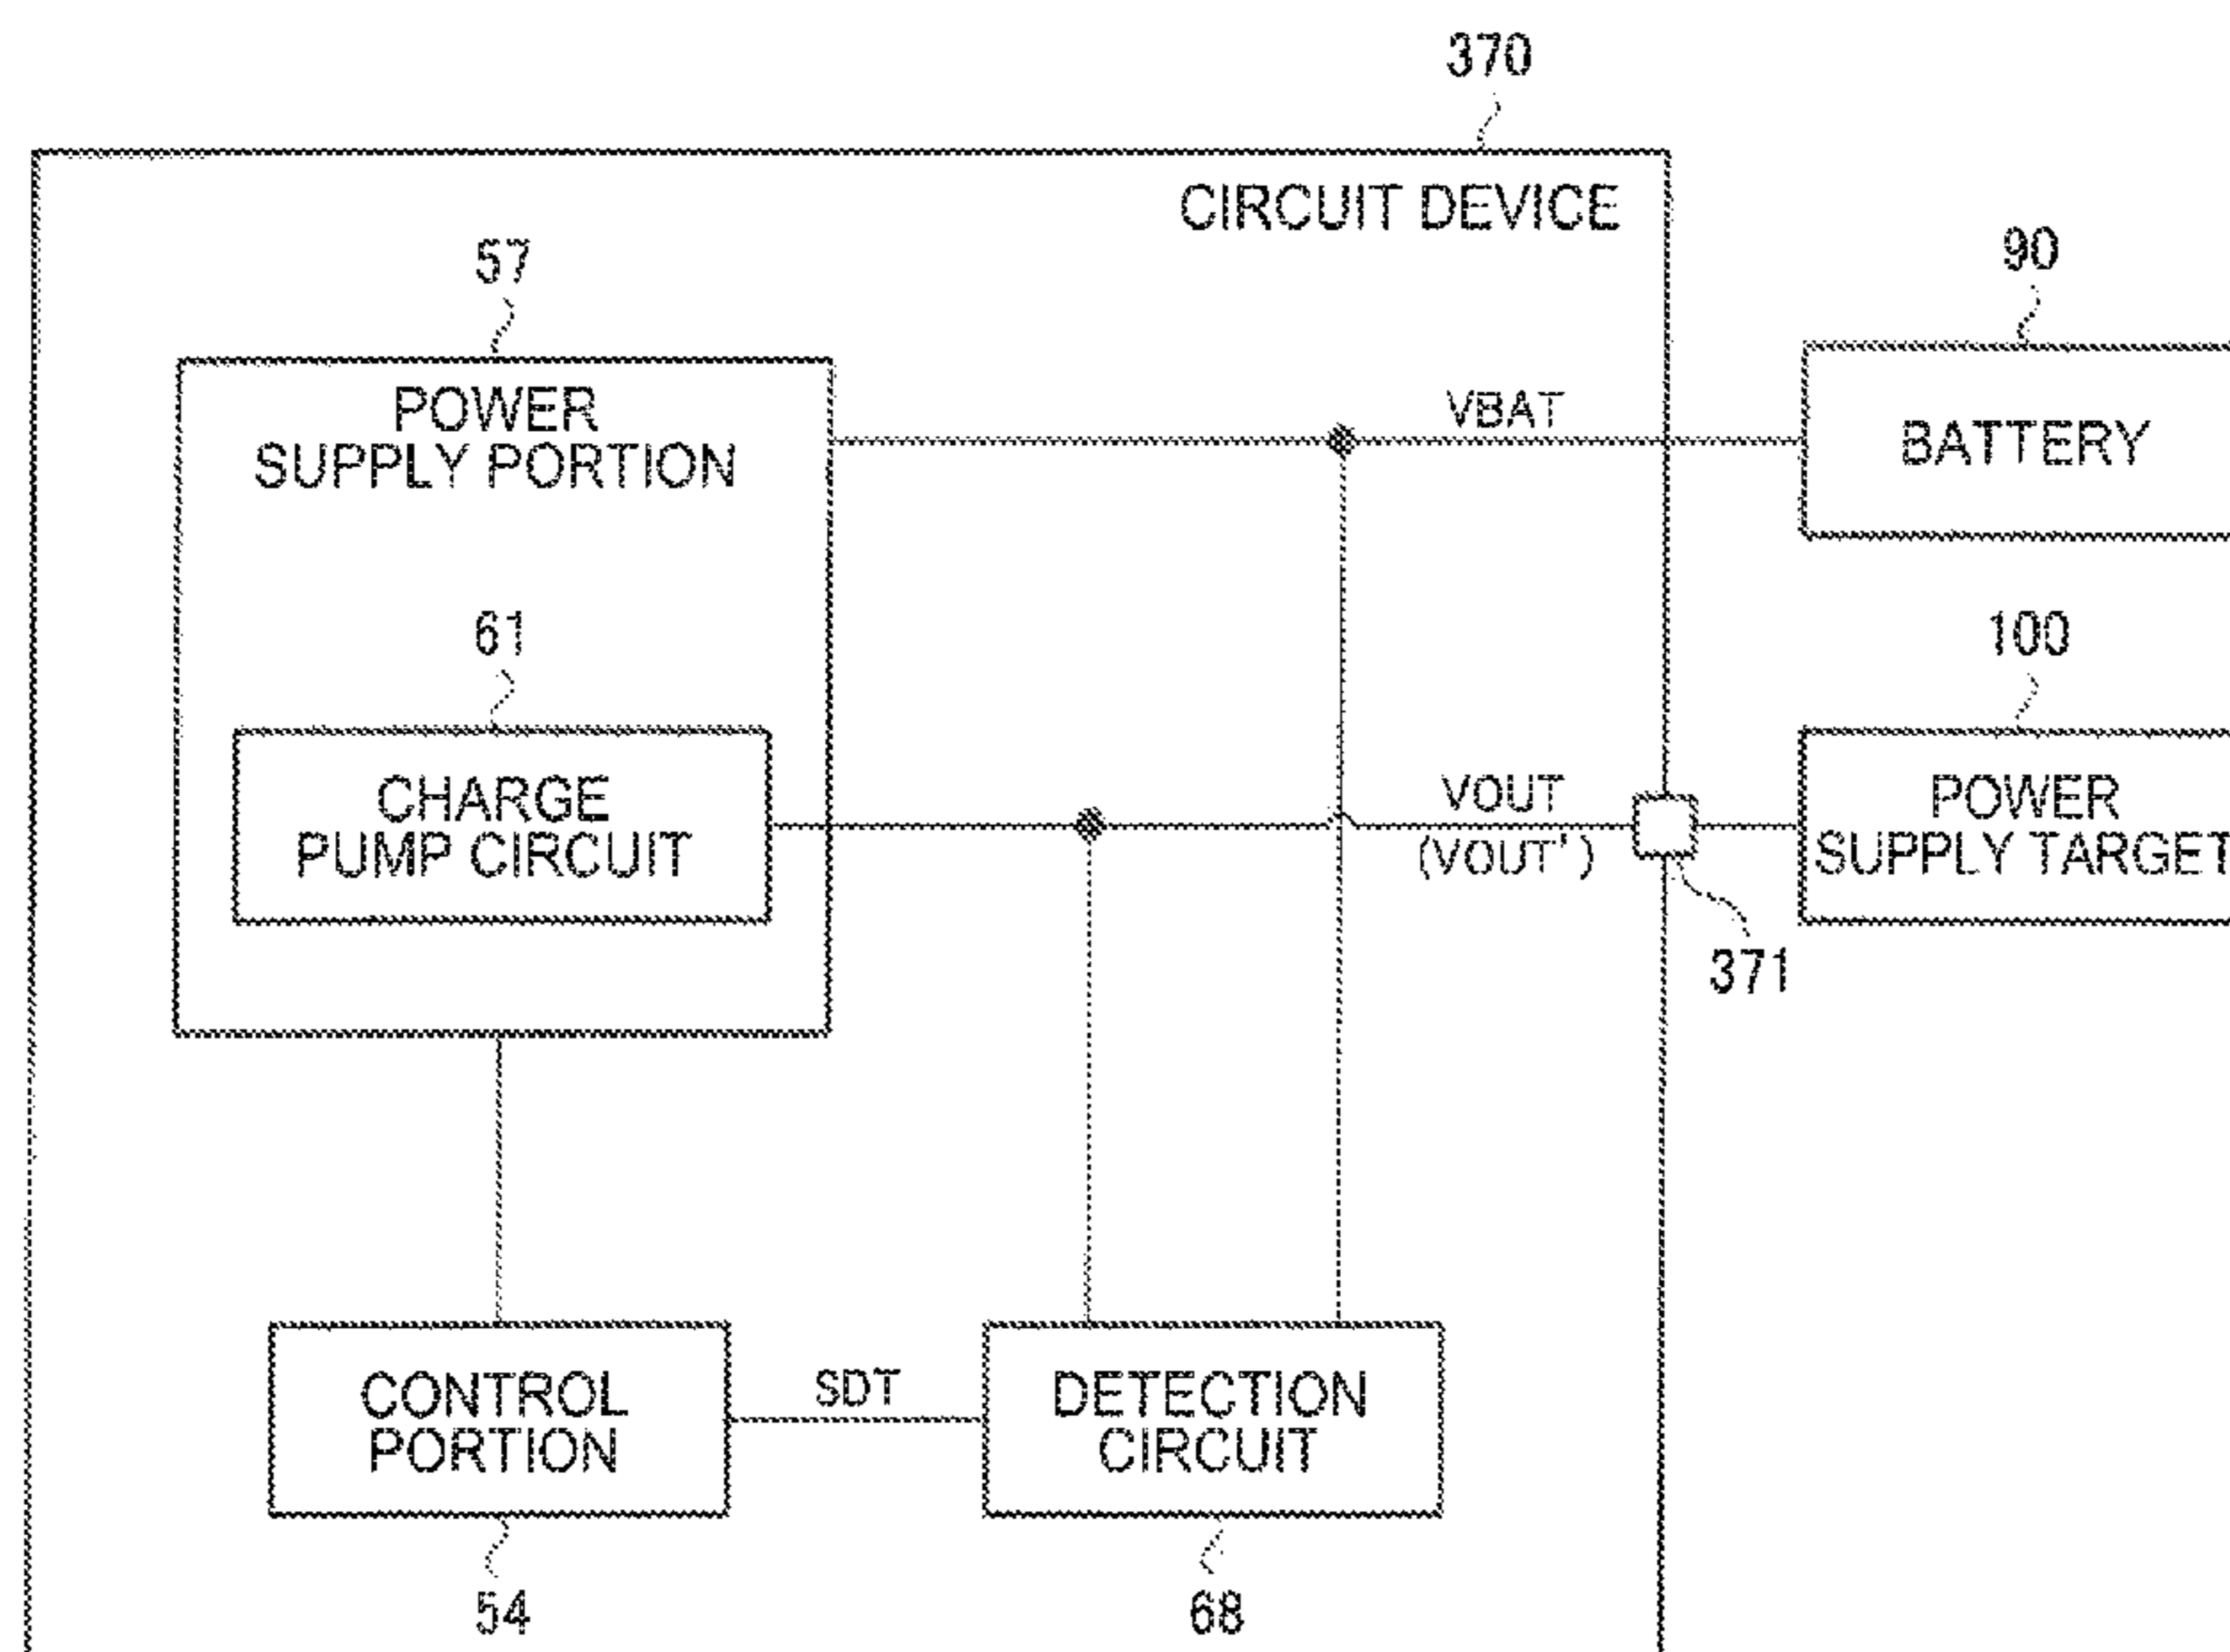 370
CIRCUIT DEVICE
57
90
POWER
SUPPLY PORTION
VBAT
BATTERY
61
100
CHARGE
PUMP CIRCUIT
VOUT
(VOUT')
POWER
SUPPLY TARGET
371
CONTROL
PORTION
SDT
DETECTION
CIRCUIT
54
68